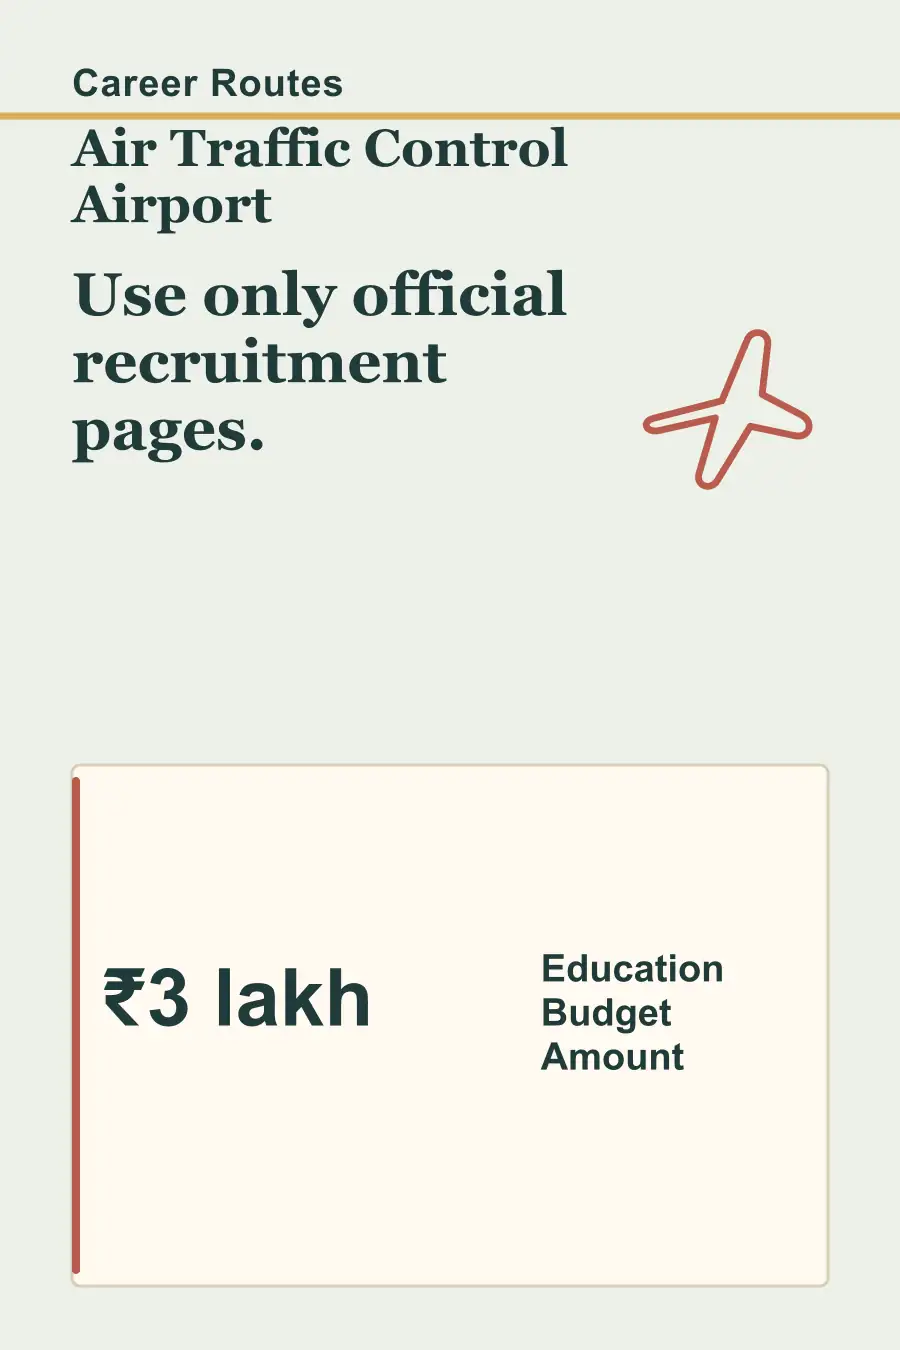 Career Routes
Air Traffic Control
Airport
Use only official
recruitment
pages.
₹3 lakh
Education
Budget
Amount